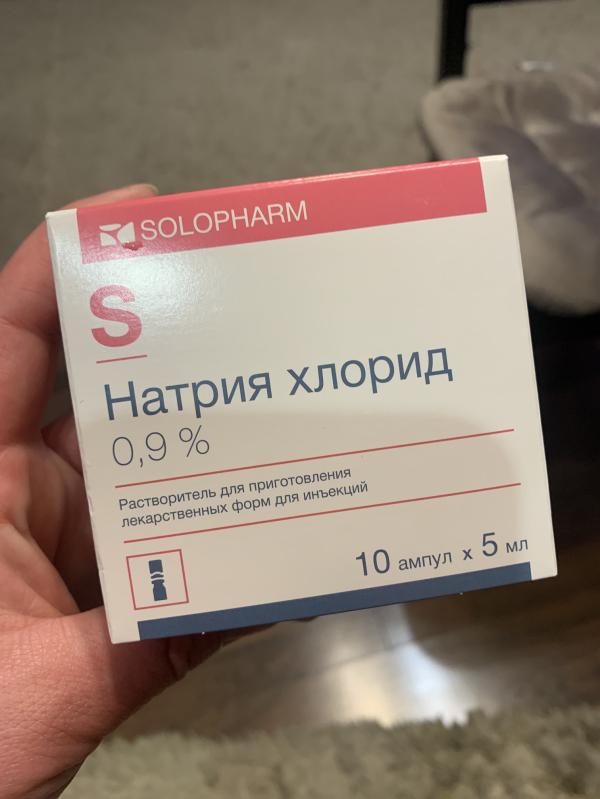 SOLOPHARM
S
Натрия хлорид
0,9 %
Растворитель для приготовления
лекарственных форм для инъекций
10 ампул x 5 мл